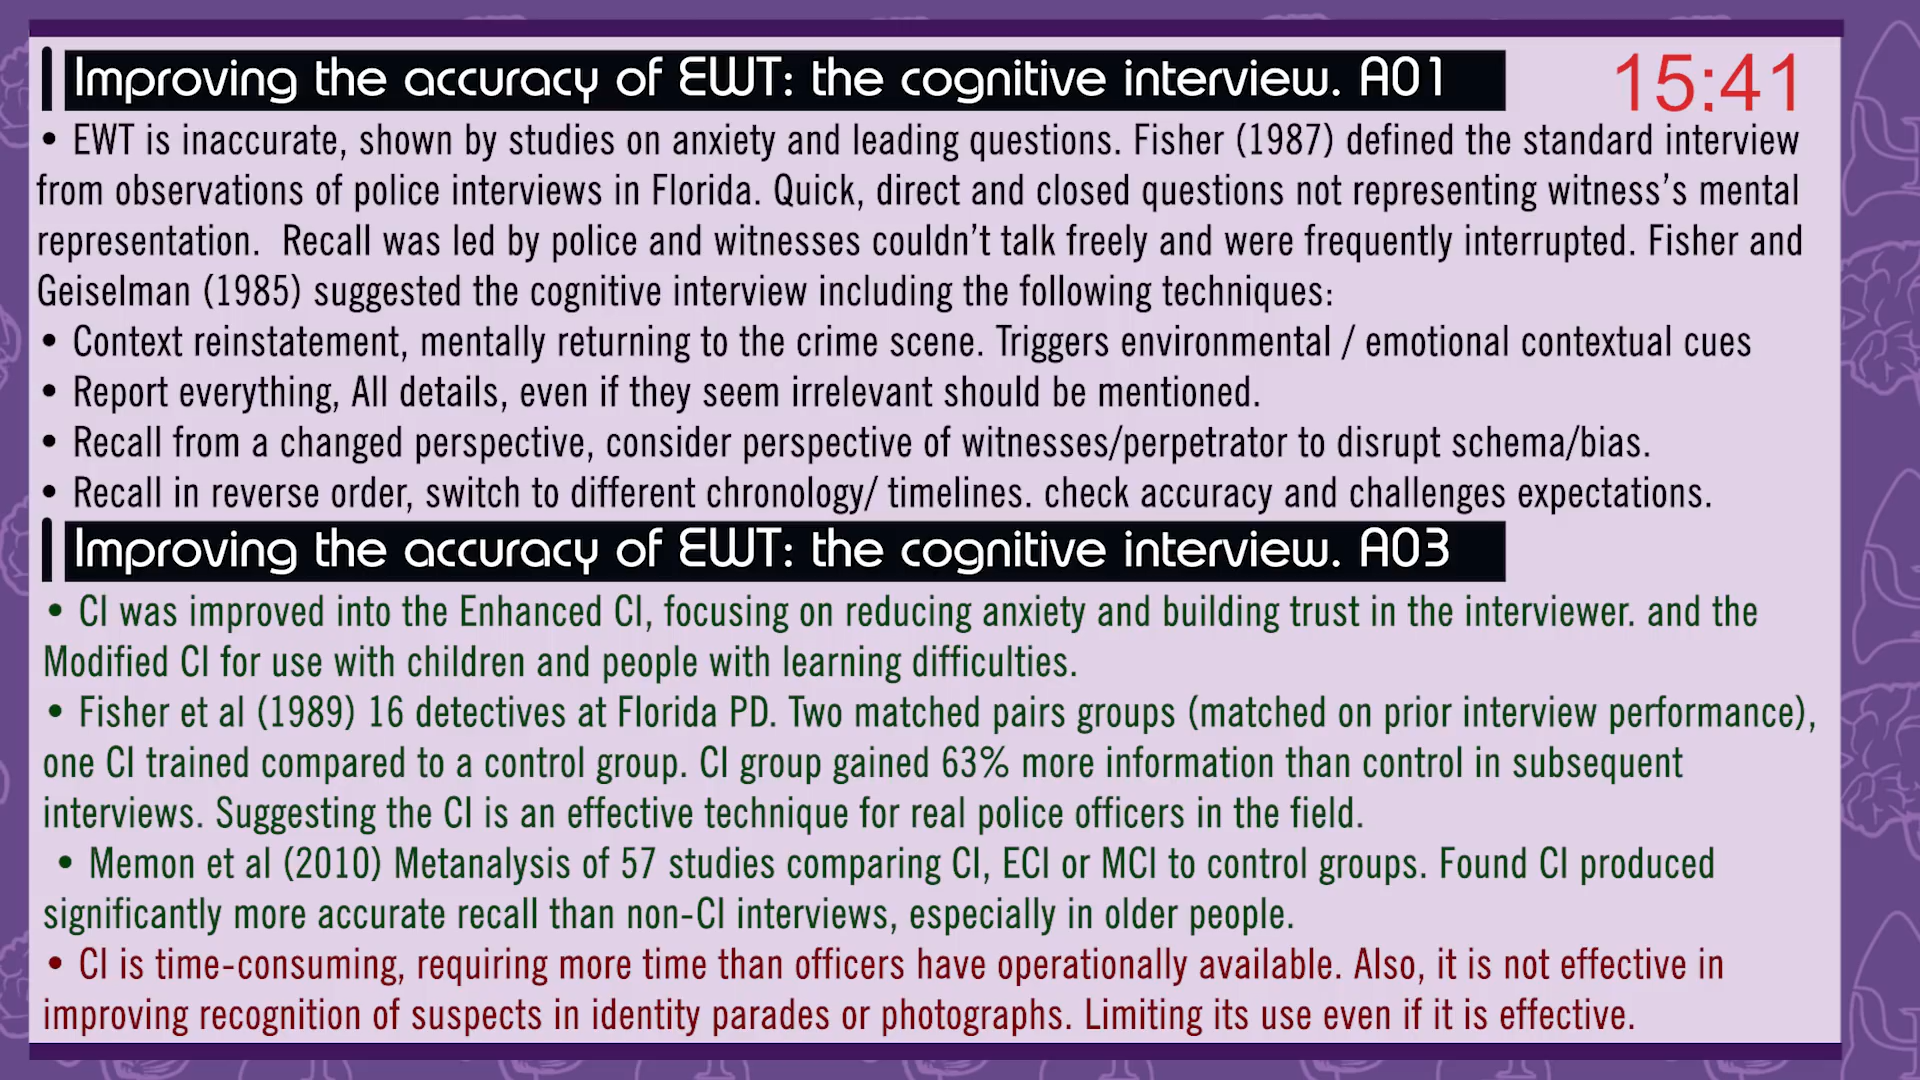 Improving the accuracy of EWT: the cognitive interview. AO1
15:41
• EWT is inaccurate, shown by studies on anxiety and leading questions. Fisher (1987) defined the standard interview
from observations of police interviews in Florida. Quick, direct and closed questions not representing witness's mental
representation.  Recall was led by police and witnesses couldn't talk freely and were frequently interrupted. Fisher and
Geiselman (1985) suggested the cognitive interview including the following techniques:
• Context reinstatement, mentally returning to the crime scene. Triggers environmental / emotional contextual cues
• Report everything, All details, even if they seem irrelevant should be mentioned.
• Recall from a changed perspective, consider perspective of witnesses/perpetrator to disrupt schema/bias.
• Recall in reverse order, switch to different chronology/ timelines. check accuracy and challenges expectations.
Improving the accuracy of EWT: the cognitive interview. AO3
• CI was improved into the Enhanced CI, focusing on reducing anxiety and building trust in the interviewer. and the
Modified CI for use with children and people with learning difficulties.
• Fisher et al (1989) 16 detectives at Florida PD. Two matched pairs groups (matched on prior interview performance),
one CI trained compared to a control group. CI group gained 63% more information than control in subsequent
interviews. Suggesting the CI is an effective technique for real police officers in the field.
• Memon et al (2010) Metanalysis of 57 studies comparing CI, ECI or MCI to control groups. Found CI produced
significantly more accurate recall than non-CI interviews, especially in older people.
• CI is time-consuming, requiring more time than officers have operationally available. Also, it is not effective in
improving recognition of suspects in identity parades or photographs. Limiting its use even if it is effective.